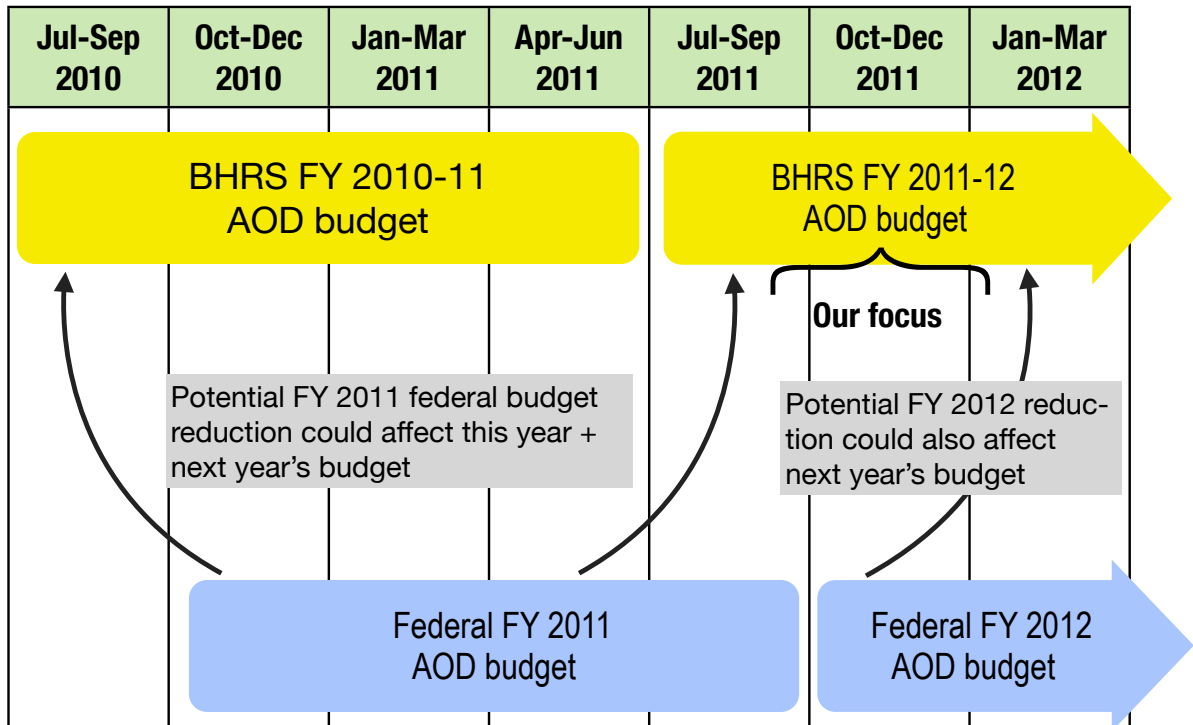 Jul-Sep
2010
Oct-Dec
2010
Jan-Mar
2011
Apr-Jun
2011
Jul-Sep
2011
Oct-Dec
2011
Jan-Mar
2012
BHRS FY 2010-11
AOD budget
BHRS FY 2011-12
AOD budget
Our focus
Potential FY 2011 federal budget
reduction could affect this year +
next year’s budget
Potential FY 2012 reduc-
tion could also affect
next year’s budget
Federal FY 2011
AOD budget
Federal FY 2012
AOD budget